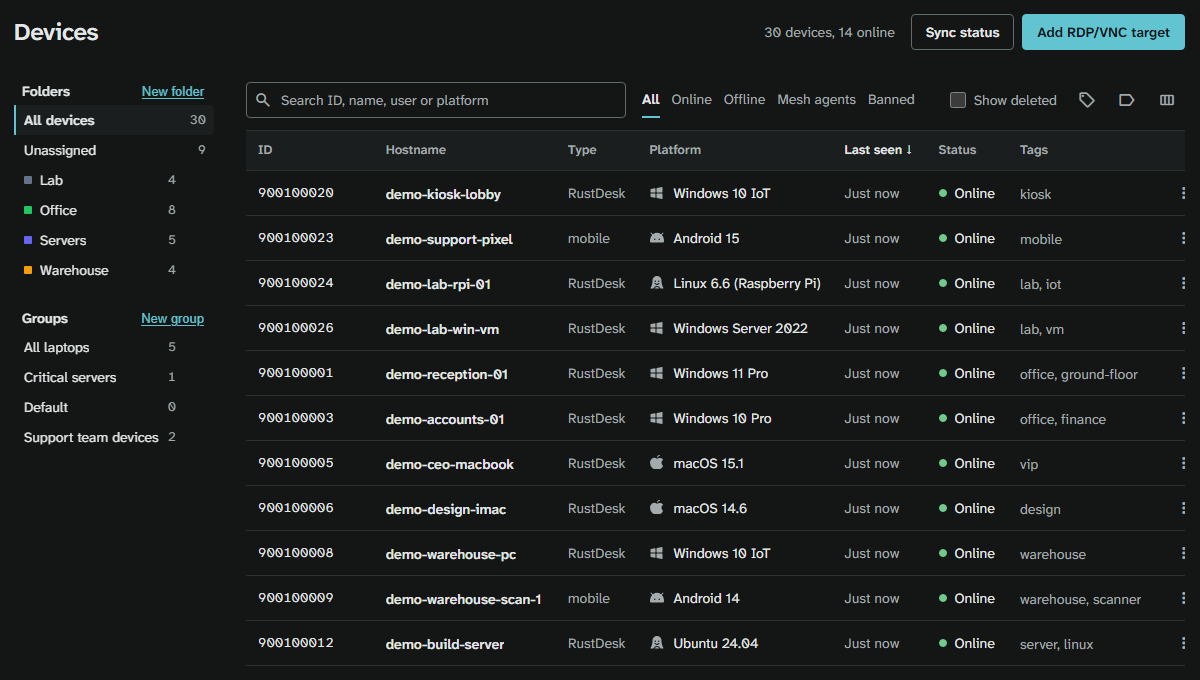 Devices
30 devices, 14 online
Sync status
Add RDP/VNC target
Folders New folder
All devices 30
Unassigned 9
Lab 4
Office 8
Servers 5
Warehouse 4
Groups New group
All laptops 5
Critical servers 1
Default 0
Support team devices 2
Search ID, name, user or platform
All Online Offline Mesh agents Banned
Show deleted
ID Hostname Type Platform Last seen ↓ Status Tags
900100020 demo-kiosk-lobby RustDesk Windows 10 IoT Just now Online kiosk
900100023 demo-support-pixel mobile Android 15 Just now Online mobile
900100024 demo-lab-rpi-01 RustDesk Linux 6.6 (Raspberry Pi) Just now Online lab, iot
900100026 demo-lab-win-vm RustDesk Windows Server 2022 Just now Online lab, vm
900100001 demo-reception-01 RustDesk Windows 11 Pro Just now Online office, ground-floor
900100003 demo-accounts-01 RustDesk Windows 10 Pro Just now Online office, finance
900100005 demo-ceo-macbook RustDesk macOS 15.1 Just now Online vip
900100006 demo-design-imac RustDesk macOS 14.6 Just now Online design
900100008 demo-warehouse-pc RustDesk Windows 10 IoT Just now Online warehouse
900100009 demo-warehouse-scan-1 mobile Android 14 Just now Online warehouse, scanner
900100012 demo-build-server RustDesk Ubuntu 24.04 Just now Online server, linux